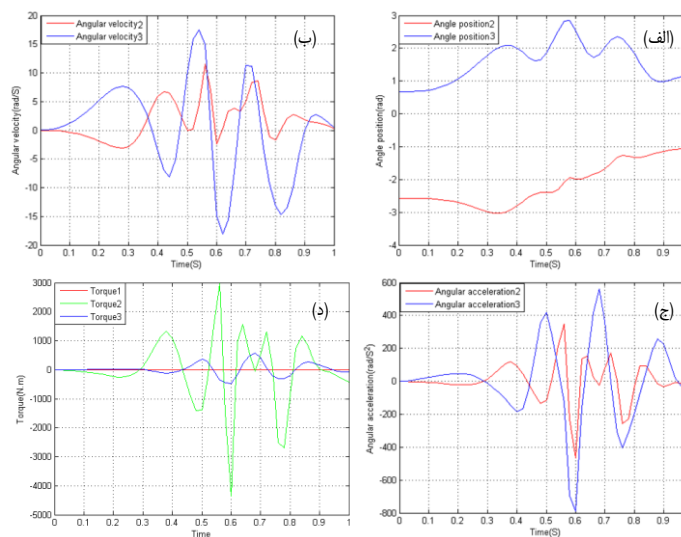 Angular velocity2
Angular velocity3
(ب)
Angular velocity(rad/S)
20
15
10
5
0
-5
-10
-15
-20
0 0.1 0.2 0.3 0.4 0.5 0.6 0.7 0.8 0.9 1
Time(S)
Angle position2
Angle position3
(الف)
Angle position(rad)
3
2
1
0
-1
-2
-3
-4
0 0.1 0.2 0.3 0.4 0.5 0.6 0.7 0.8 0.9
Time(S)
Torque1
Torque2
Torque3
(د)
Torque(N.m)
3000
2000
1000
0
-1000
-2000
-3000
-4000
-5000
0 0.1 0.2 0.3 0.4 0.5 0.6 0.7 0.8 0.9 1
Time
Angular acceleration2
Angular acceleration3
(ج)
Angular acceleration(rad/S²)
600
400
200
0
-200
-400
-600
-800
0 0.1 0.2 0.3 0.4 0.5 0.6 0.7 0.8 0.9
Time(S)